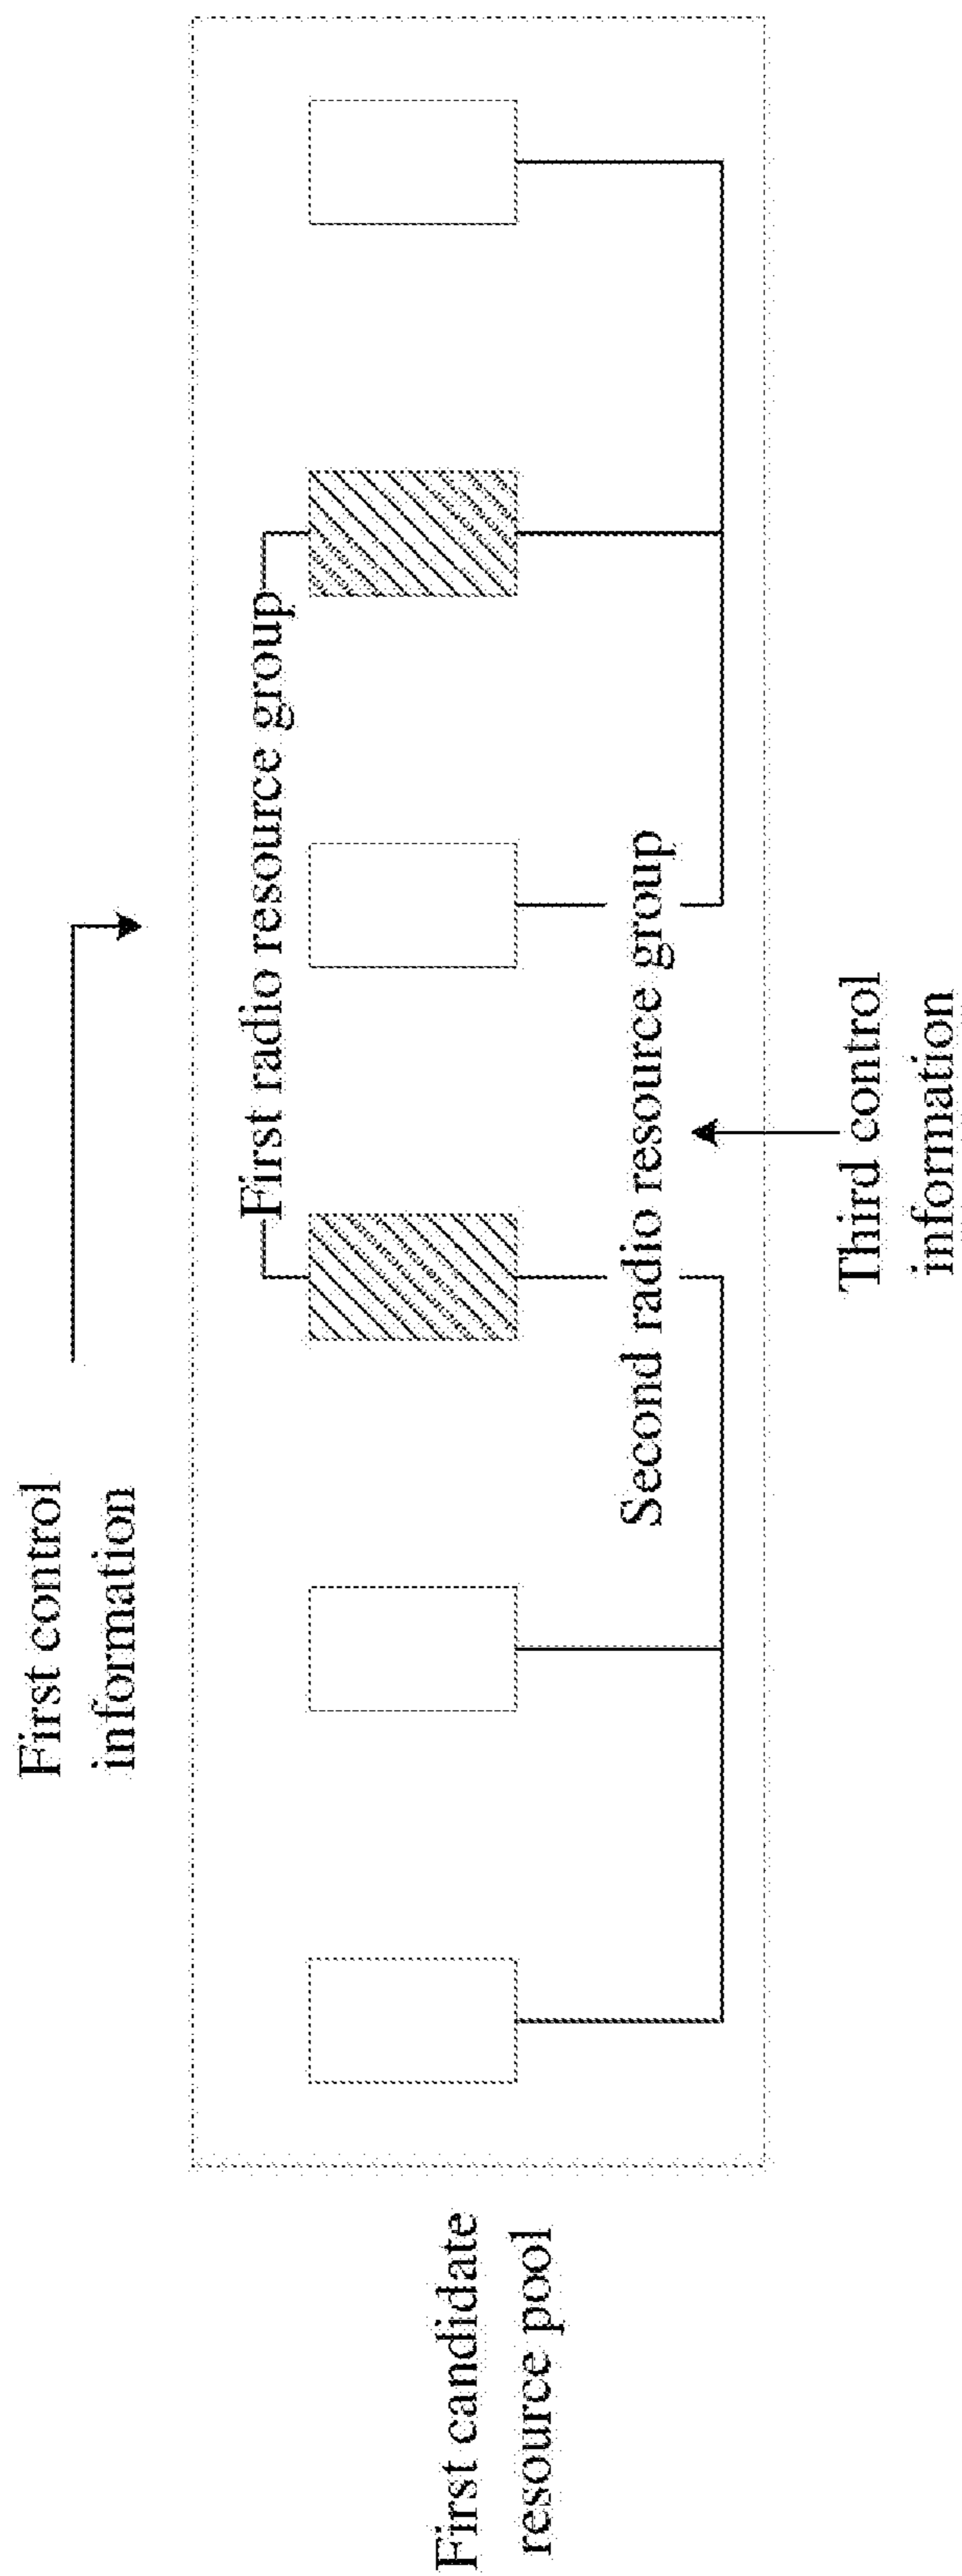 First control
information
First radio resource group
Second radio resource group
Third control
information
First candidate
resource pool